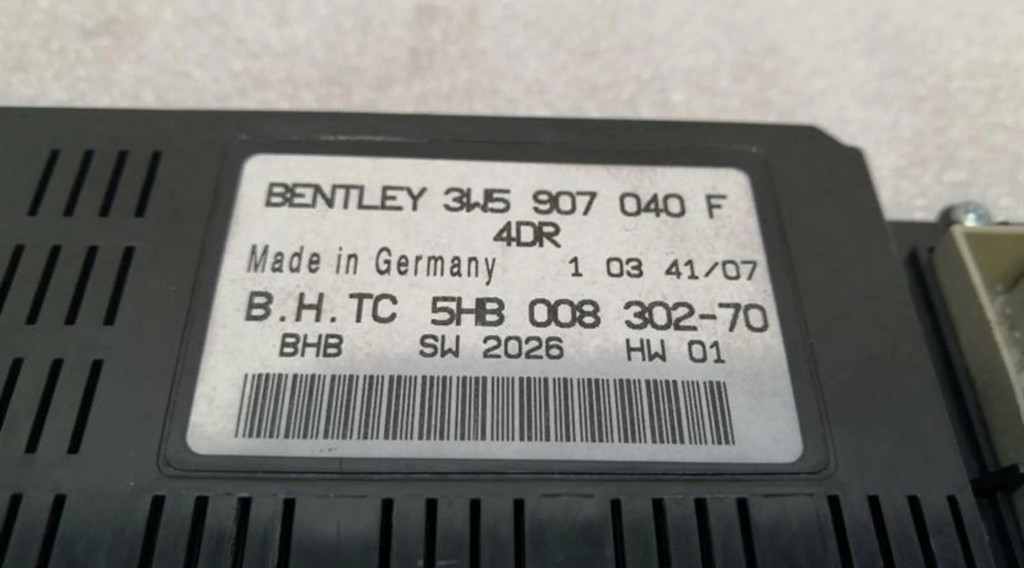 BENTLEY 3W5 907 040 F
4DR
Made in Germany 1 03 41/07
B.H.TC 5HB 008 302-70
BHB SW 2026 HW 01